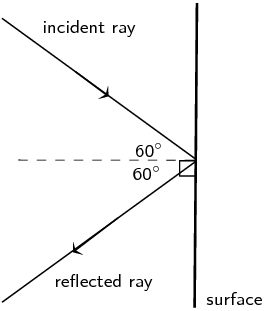 incident ray
60°
60°
reflected ray
surface